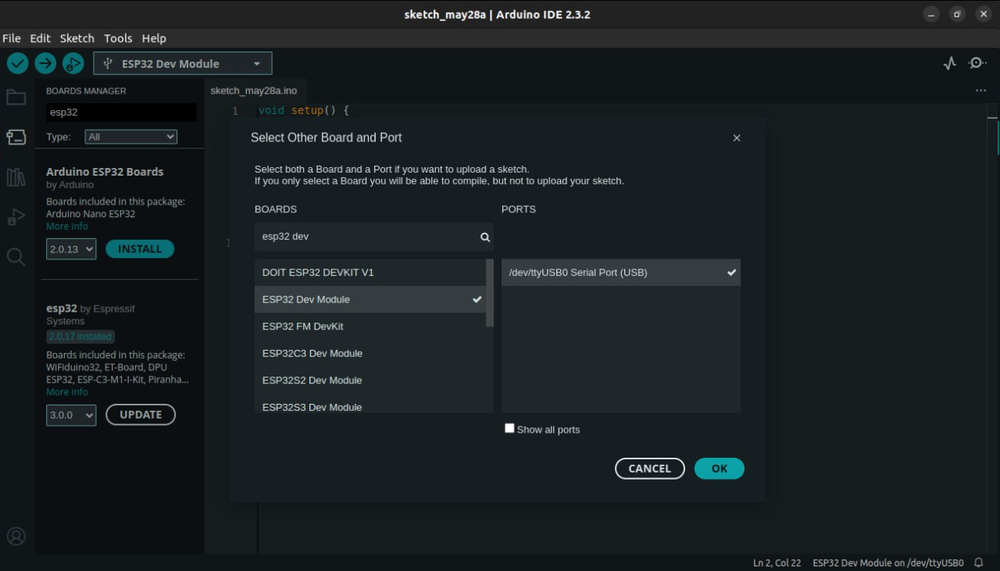 sketch_may28a | Arduino IDE 2.3.2
File Edit Sketch Tools Help
ESP32 Dev Module
BOARDS MANAGER
esp32
Type: All
Arduino ESP32 Boards
by Arduino
Boards included in this package:
Arduino Nano ESP32
More info
2.0.13 INSTALL
esp32 by Espressif
Systems
2.0.17 installed
Boards included in this package:
WiFiduino32, ET-Board, DPU
ESP32, ESP-C3-M1-I-Kit, Piranha...
More info
3.0.0 UPDATE
sketch_may28a.ino
1 void setup() {
1
Select Other Board and Port
Select both a Board and a Port if you want to upload a sketch.
If you only select a Board you will be able to compile, but not to upload your sketch.
BOARDS
esp32 dev
DOIT ESP32 DEVKIT V1
ESP32 Dev Module
ESP32 FM DevKit
ESP32C3 Dev Module
ESP32S2 Dev Module
ESP32S3 Dev Module
PORTS
/dev/ttyUSB0 Serial Port (USB)
Show all ports
CANCEL OK
Ln 2, Col 22 ESP32 Dev Module on /dev/ttyUSB0